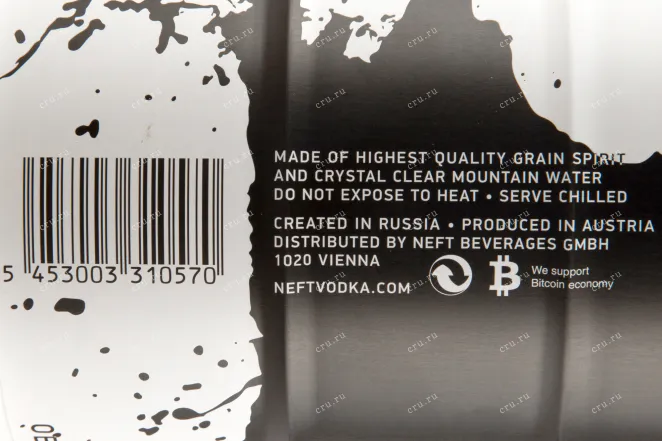 MADE OF HIGHEST QUALITY GRAIN SPIRIT
AND CRYSTAL CLEAR MOUNTAIN WATER
DO NOT EXPOSE TO HEAT • SERVE CHILLED
CREATED IN RUSSIA • PRODUCED IN AUSTRIA
DISTRIBUTED BY NEFT BEVERAGES GMBH
1020 VIENNA
NEFTVODKA.COM
We support
Bitcoin economy
5 453003 310570
cru.ru